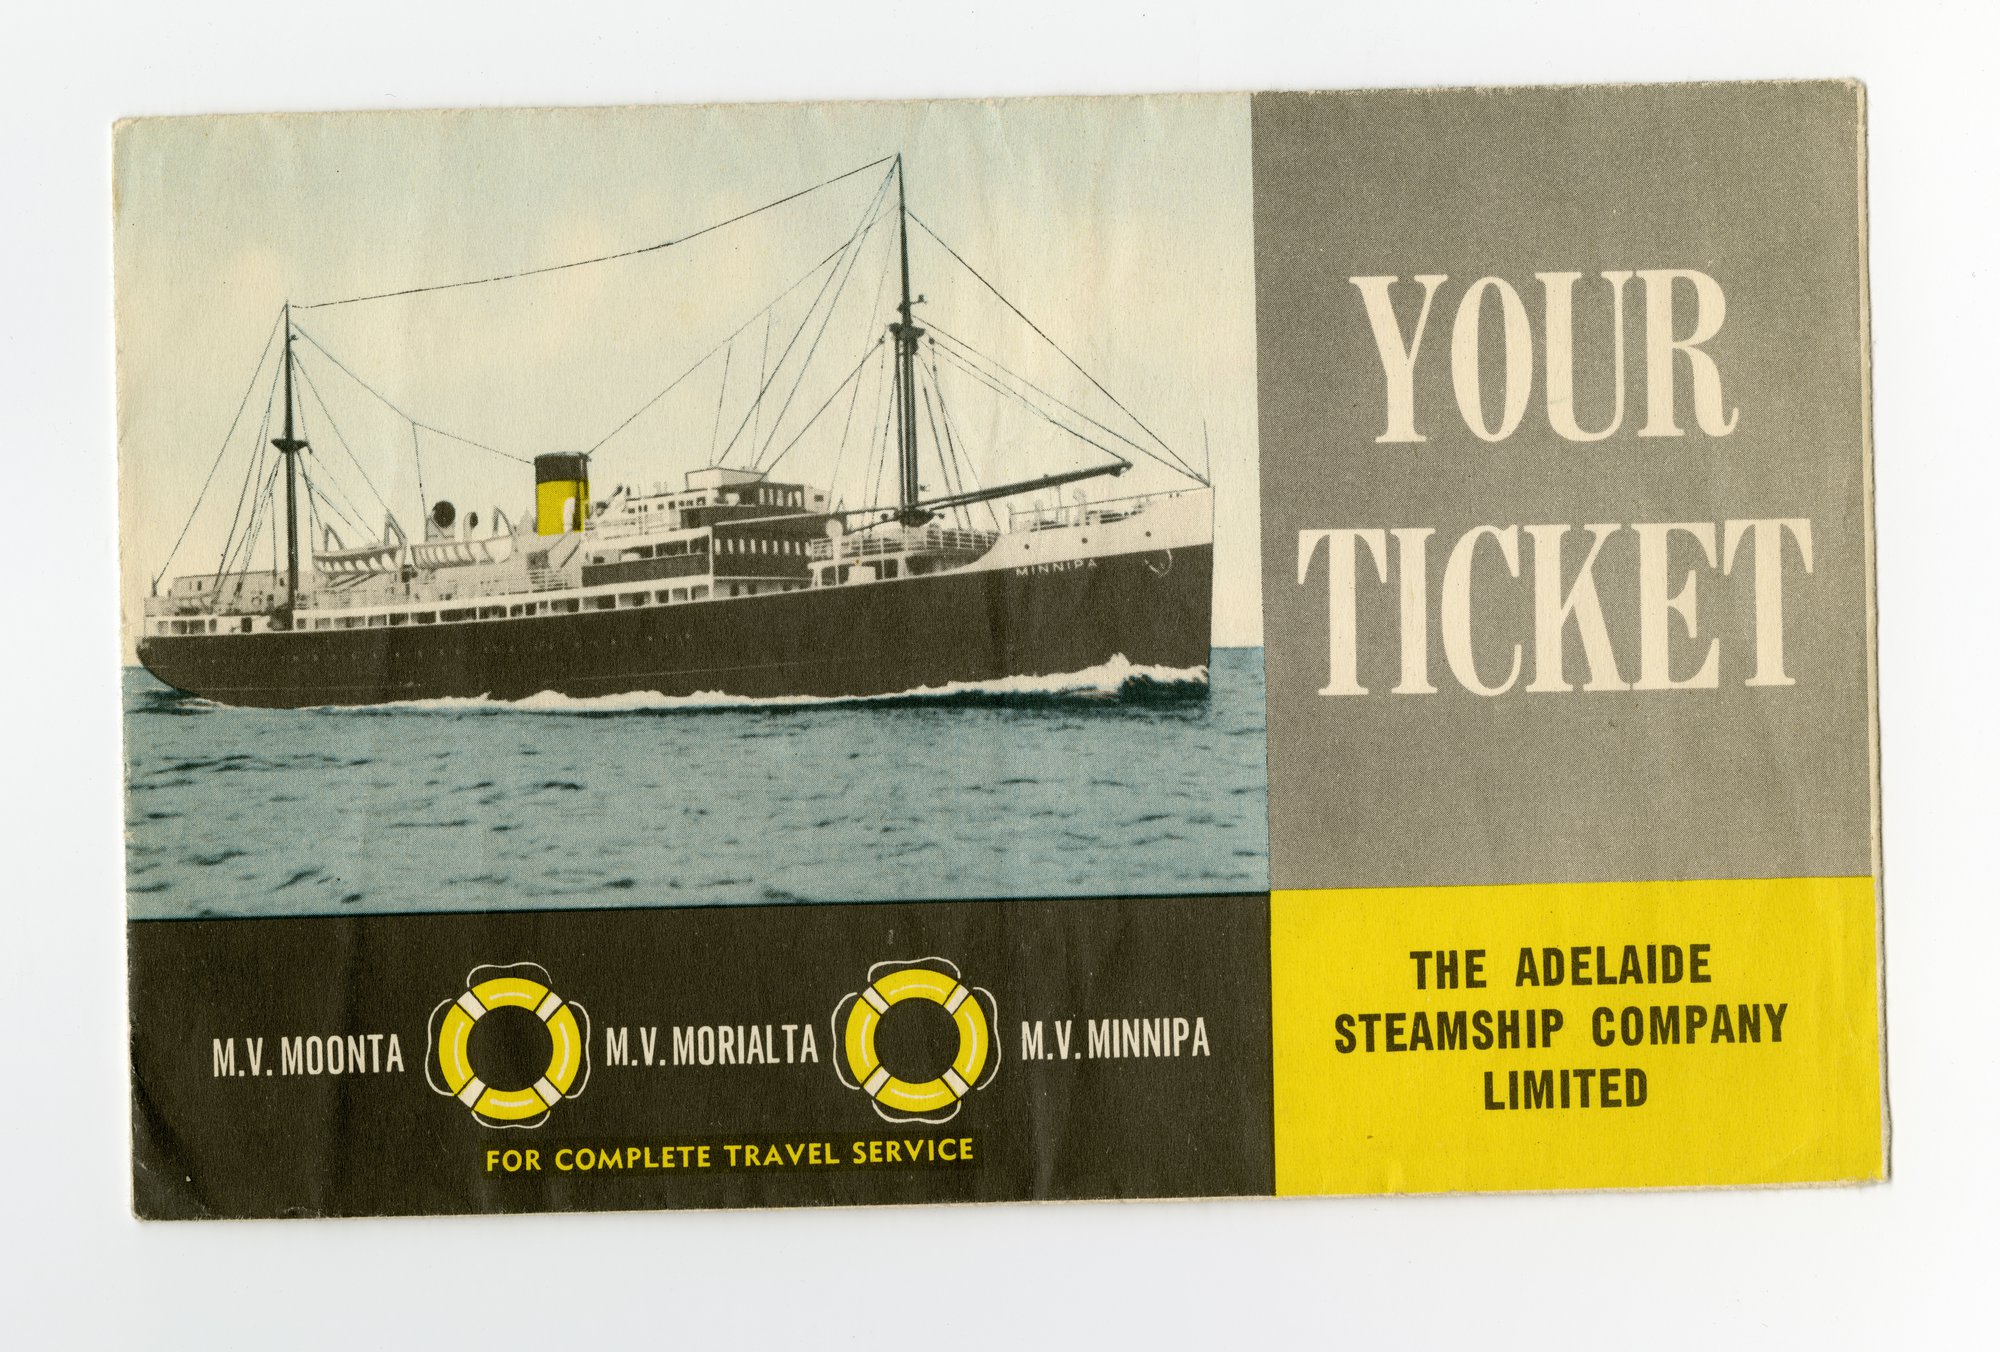 YOUR
TICKET
MINNIPA
M.V. MOONTA
M.V. MORIALTA
M.V. MINNIPA
FOR COMPLETE TRAVEL SERVICE
THE ADELAIDE
STEAMSHIP COMPANY
LIMITED